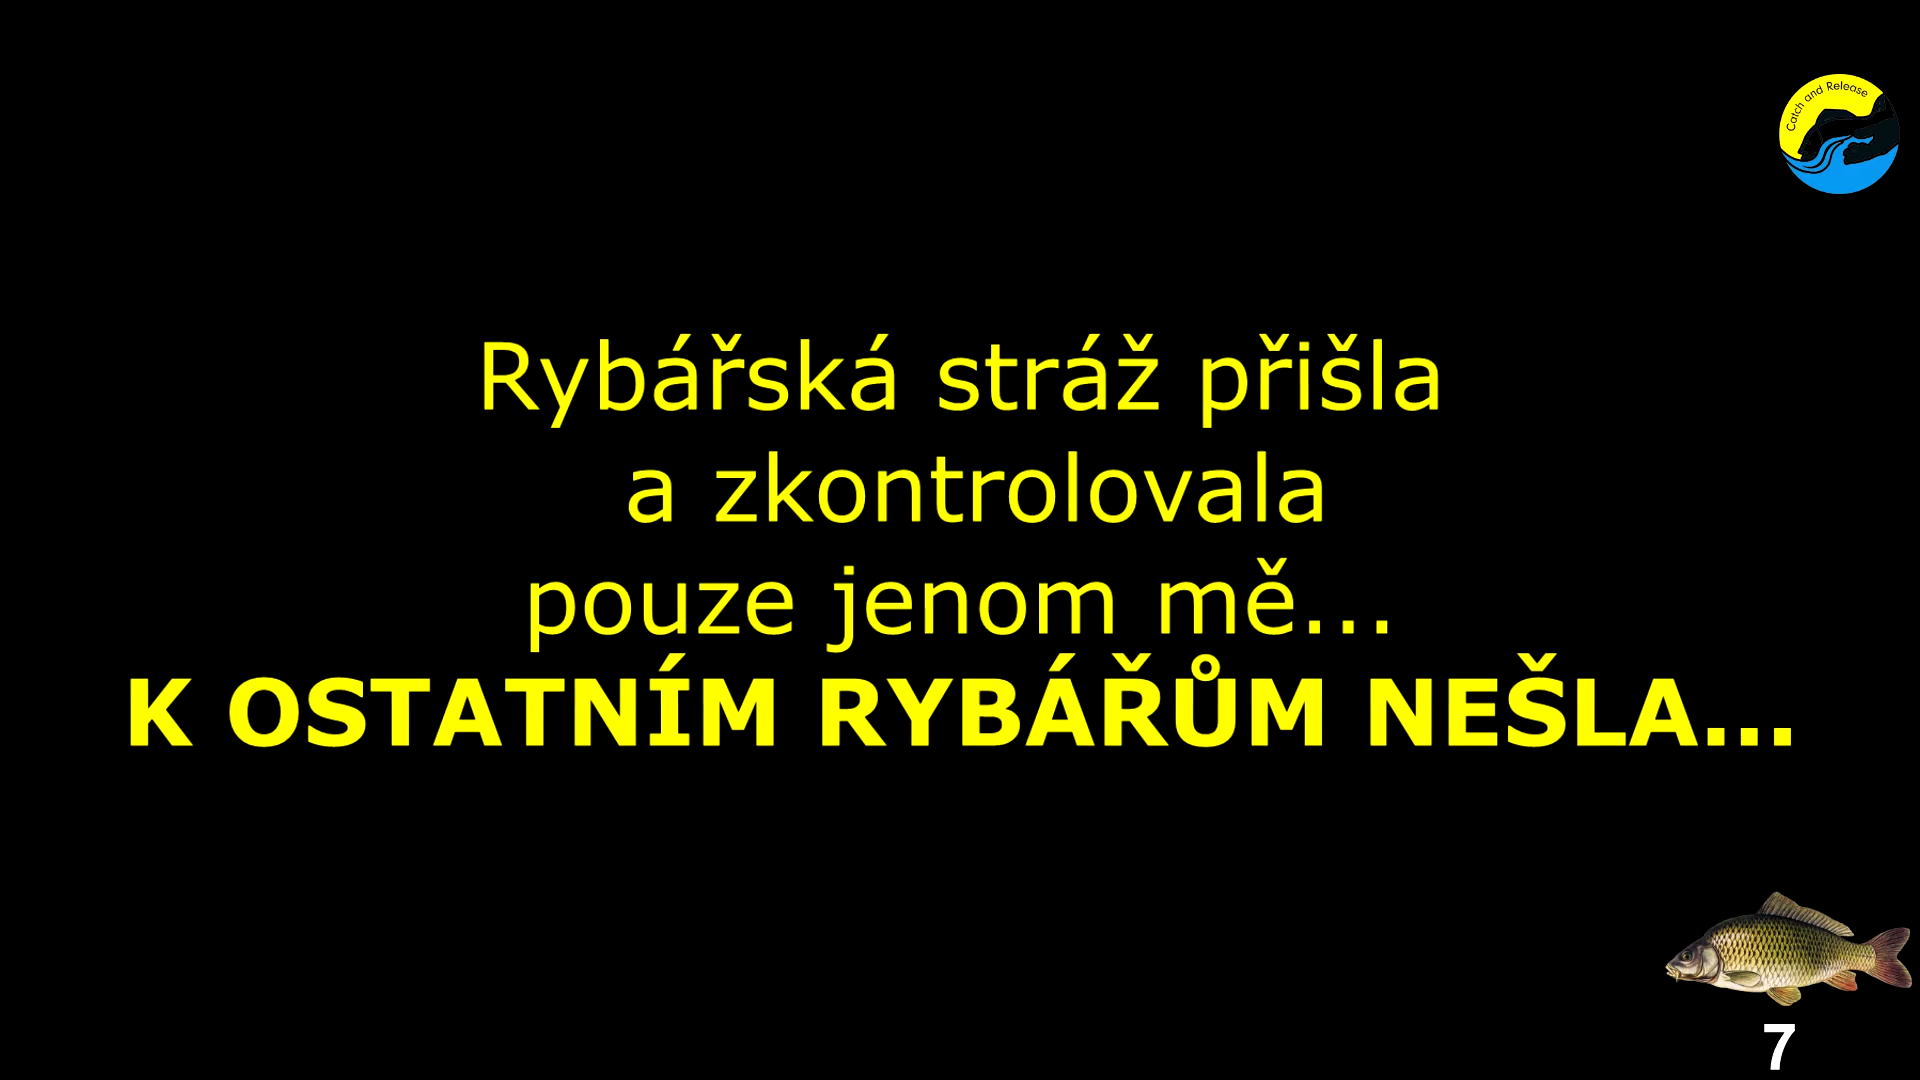 Catch and Release
Rybářská stráž přišla
a zkontrolovala
pouze jenom mě...
K OSTATNÍM RYBÁŘŮM NEŠLA...
7